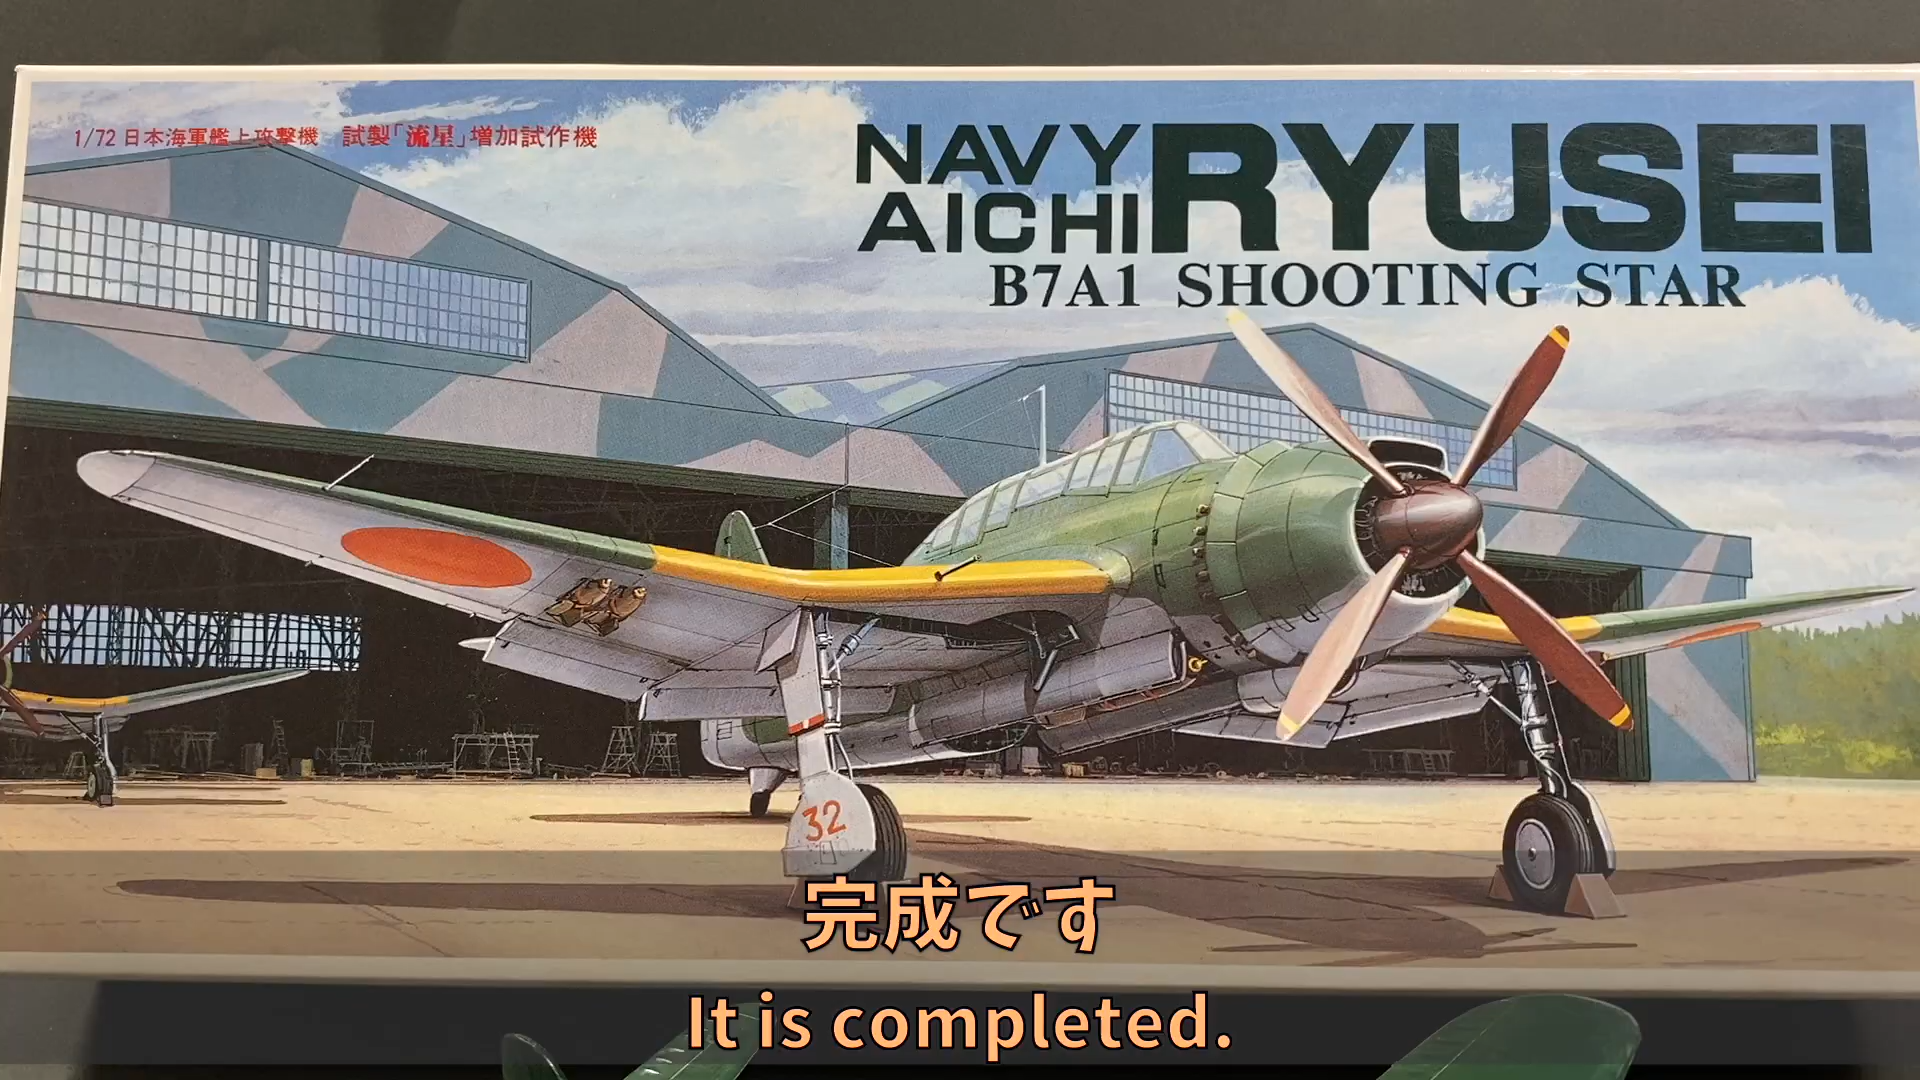 1/72 日本海軍艦上攻撃機 試製「流星」増加試作機
NAVY
AICHI
RYUSEI
B7A1 SHOOTING STAR
32
完成です
It is completed.